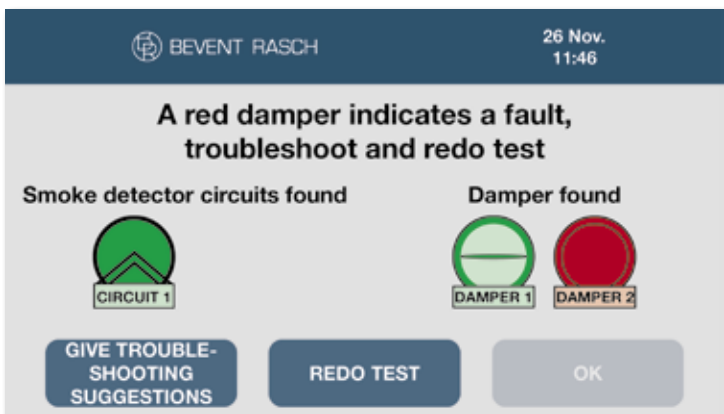 BEVENT RASCH
26 Nov.
11:46
A red damper indicates a fault,
troubleshoot and redo test
Smoke detector circuits found
Damper found
CIRCUIT 1
DAMPER 1
DAMPER 2
GIVE TROUBLE-
SHOOTING
SUGGESTIONS
REDO TEST
OK